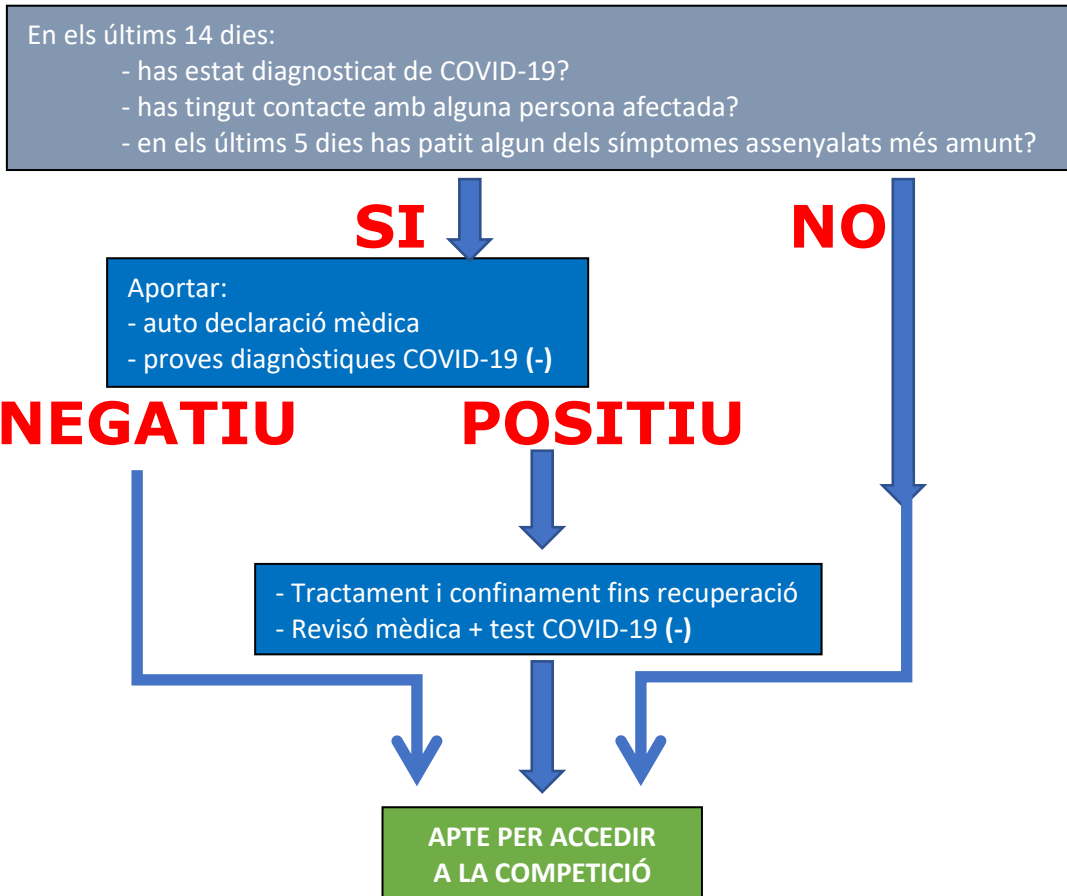 En els últims 14 dies:
- has estat diagnosticat de COVID-19?
- has tingut contacte amb alguna persona afectada?
- en els últims 5 dies has patit algun dels símptomes assenyalats més amunt?
SI
NO
Aportar:
- auto declaració mèdica
- proves diagnòstiques COVID-19 (-)
NEGATIU
POSITIU
- Tractament i confinament fins recuperació
- Revisó mèdica + test COVID-19 (-)
APTE PER ACCEDIR
A LA COMPETICIÓ